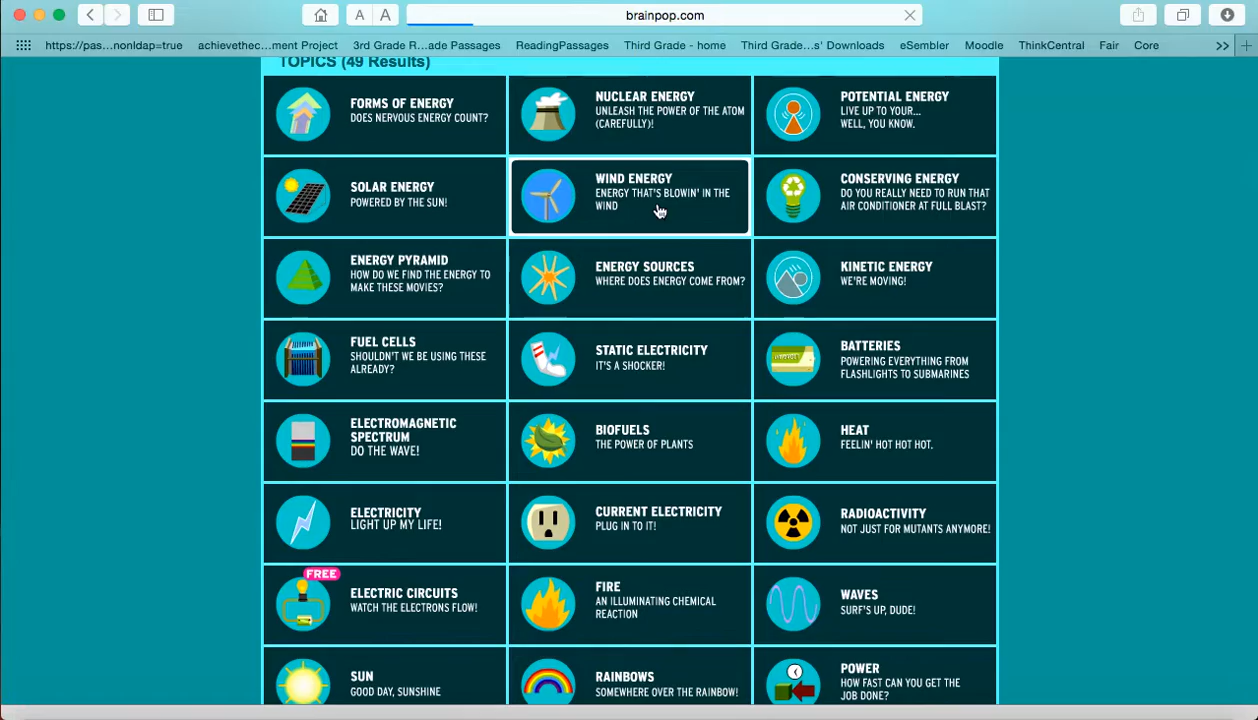 A A brainpop.com
https://pas...nonldap=true achievethec...ment Project 3rd Grade R...ade Passages ReadingPassages Third Grade - home Third Grade...s' Downloads eSembler Moodle ThinkCentral Fair Core
TOPICS (49 Results)
FORMS OF ENERGY
DOES NERVOUS ENERGY COUNT?
NUCLEAR ENERGY
UNLEASH THE POWER OF THE ATOM
(CAREFULLY)!
POTENTIAL ENERGY
LIVE UP TO YOUR...
WELL, YOU KNOW.
SOLAR ENERGY
POWERED BY THE SUN!
WIND ENERGY
ENERGY THAT'S BLOWIN' IN THE
WIND
CONSERVING ENERGY
DO YOU REALLY NEED TO RUN THAT
AIR CONDITIONER AT FULL BLAST?
ENERGY PYRAMID
HOW DO WE FIND THE ENERGY TO
MAKE THESE MOVIES?
ENERGY SOURCES
WHERE DOES ENERGY COME FROM?
KINETIC ENERGY
WE'RE MOVING!
FUEL CELLS
SHOULDN'T WE BE USING THESE
ALREADY?
STATIC ELECTRICITY
IT'S A SHOCKER!
BATTERIES
POWERING EVERYTHING FROM
FLASHLIGHTS TO SUBMARINES
ELECTROMAGNETIC
SPECTRUM
DO THE WAVE!
BIOFUELS
THE POWER OF PLANTS
HEAT
FEELIN' HOT HOT HOT.
ELECTRICITY
LIGHT UP MY LIFE!
CURRENT ELECTRICITY
PLUG IN TO IT!
RADIOACTIVITY
NOT JUST FOR MUTANTS ANYMORE!
FREE
ELECTRIC CIRCUITS
WATCH THE ELECTRONS FLOW!
FIRE
AN ILLUMINATING CHEMICAL
REACTION
WAVES
SURF'S UP, DUDE!
SUN
GOOD DAY, SUNSHINE
RAINBOWS
SOMEWHERE OVER THE RAINBOW!
POWER
HOW FAST CAN YOU GET THE
JOB DONE?